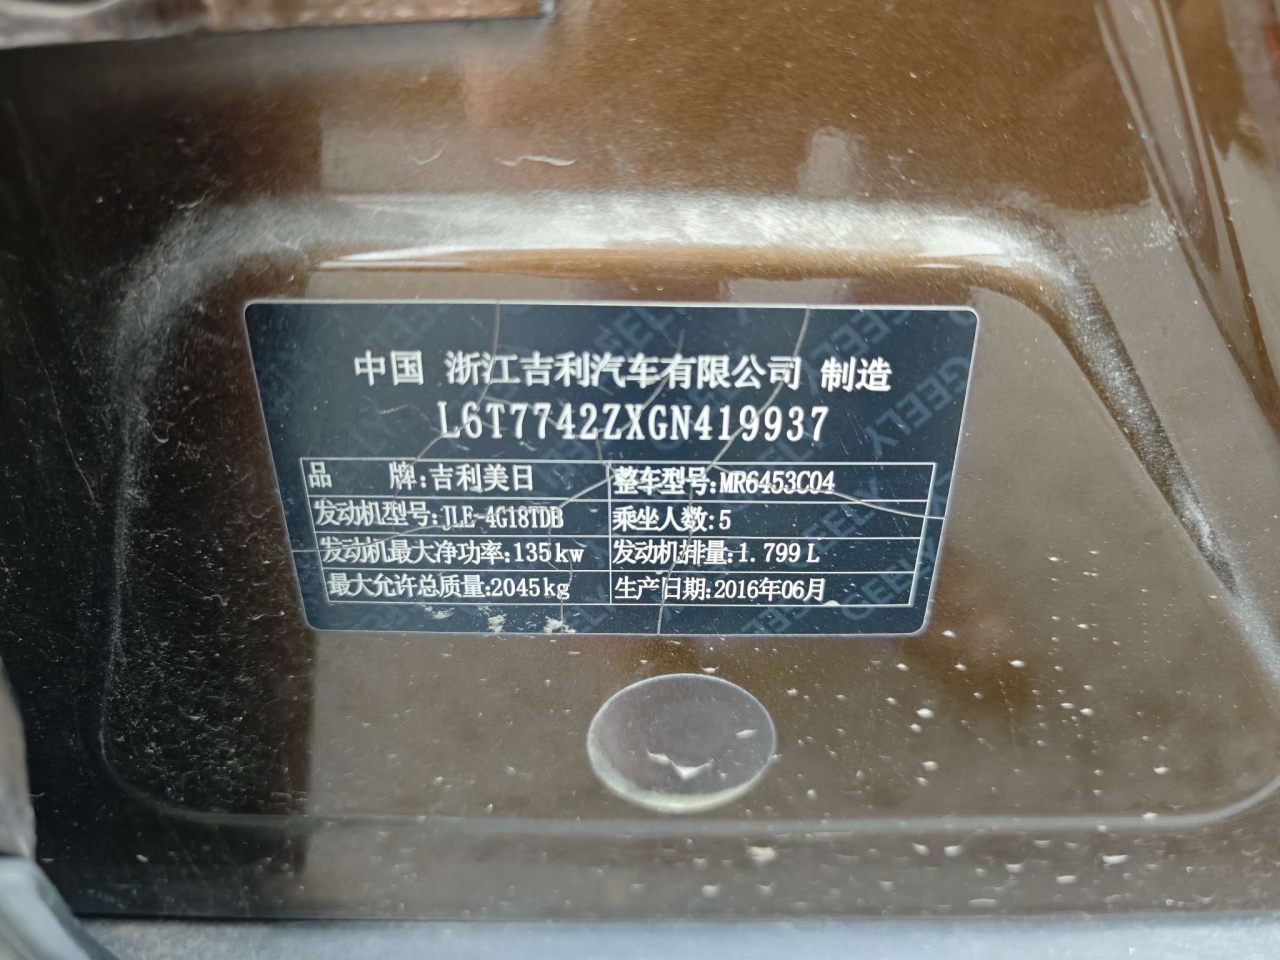 中国 浙江吉利汽车有限公司 制造
L6T7742ZXGN419937
品 牌:吉利美日 整车型号:MR6453C04
发动机型号:JLE-4G18TDB 乘坐人数:5
发动机最大净功率:135kw 发动机排量:1.799L
最大允许总质量:2045kg 生产日期:2016年06月
GEELY